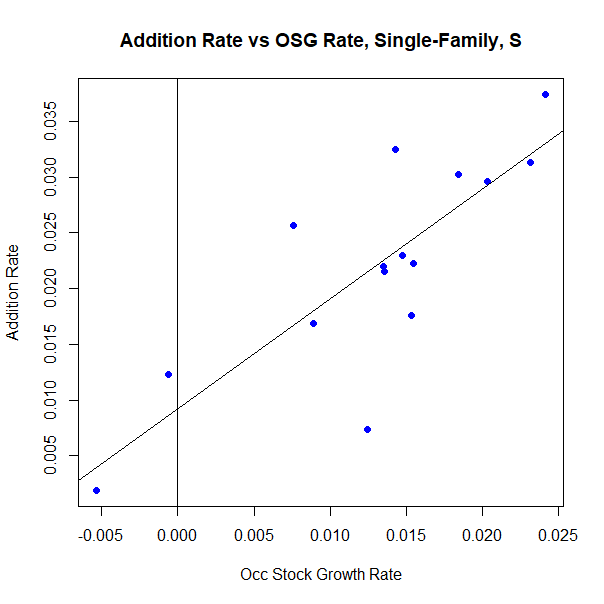 Addition Rate vs OSG Rate, Single-Family, S
Addition Rate
0.035
0.030
0.025
0.020
0.015
0.010
0.005
-0.005 0.000 0.005 0.010 0.015 0.020 0.025
Occ Stock Growth Rate